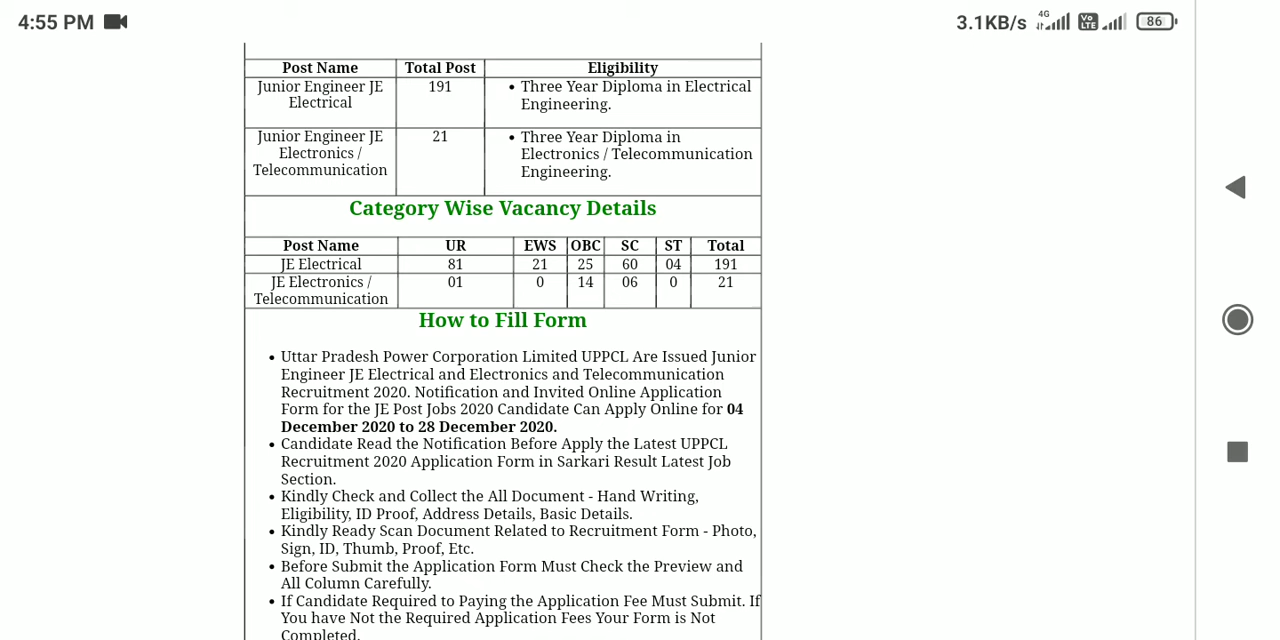 4:55 PM
3.1KB/s 4G Vo LTE 86
Post Name Total Post Eligibility
Junior Engineer JE Electrical 191 • Three Year Diploma in Electrical Engineering.
Junior Engineer JE Electronics / Telecommunication 21 • Three Year Diploma in Electronics / Telecommunication Engineering.
Category Wise Vacancy Details
Post Name UR EWS OBC SC ST Total
JE Electrical 81 21 25 60 04 191
JE Electronics / Telecommunication 01 0 14 06 0 21
How to Fill Form
• Uttar Pradesh Power Corporation Limited UPPCL Are Issued Junior
Engineer JE Electrical and Electronics and Telecommunication
Recruitment 2020. Notification and Invited Online Application
Form for the JE Post Jobs 2020 Candidate Can Apply Online for 04
December 2020 to 28 December 2020.
• Candidate Read the Notification Before Apply the Latest UPPCL
Recruitment 2020 Application Form in Sarkari Result Latest Job
Section.
• Kindly Check and Collect the All Document - Hand Writing,
Eligibility, ID Proof, Address Details, Basic Details.
• Kindly Ready Scan Document Related to Recruitment Form - Photo,
Sign, ID, Thumb, Proof, Etc.
• Before Submit the Application Form Must Check the Preview and
All Column Carefully.
• If Candidate Required to Paying the Application Fee Must Submit. If
You have Not the Required Application Fees Your Form is Not
Completed.